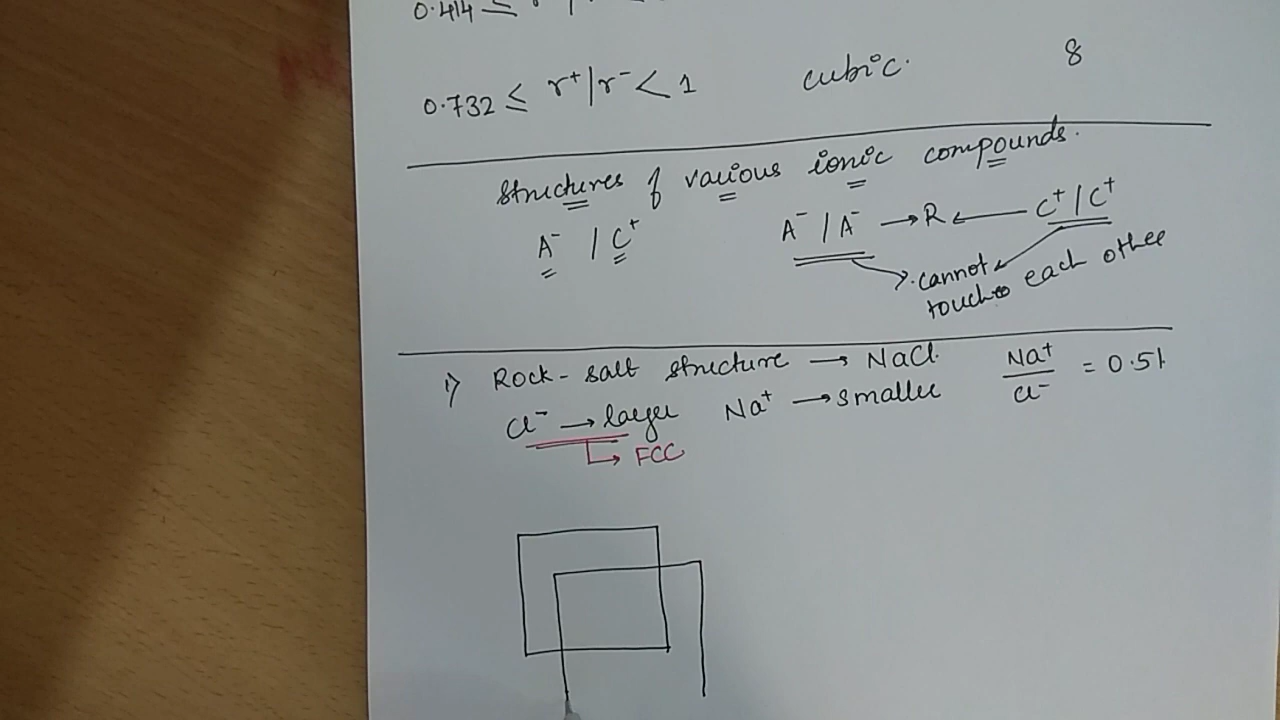 0.414 ≤
0.732 ≤ r⁺/r⁻ < 1 cubic. 8
Structures of various ionic compounds.
A⁻ / C⁺ A⁻ / A⁻ → R ← C⁺ / C⁺
cannot
touch each other
1) Rock-salt structure → NaCl. Na⁺/Cl⁻ = 0.51
Cl⁻ → larger Na⁺ → smaller
FCC